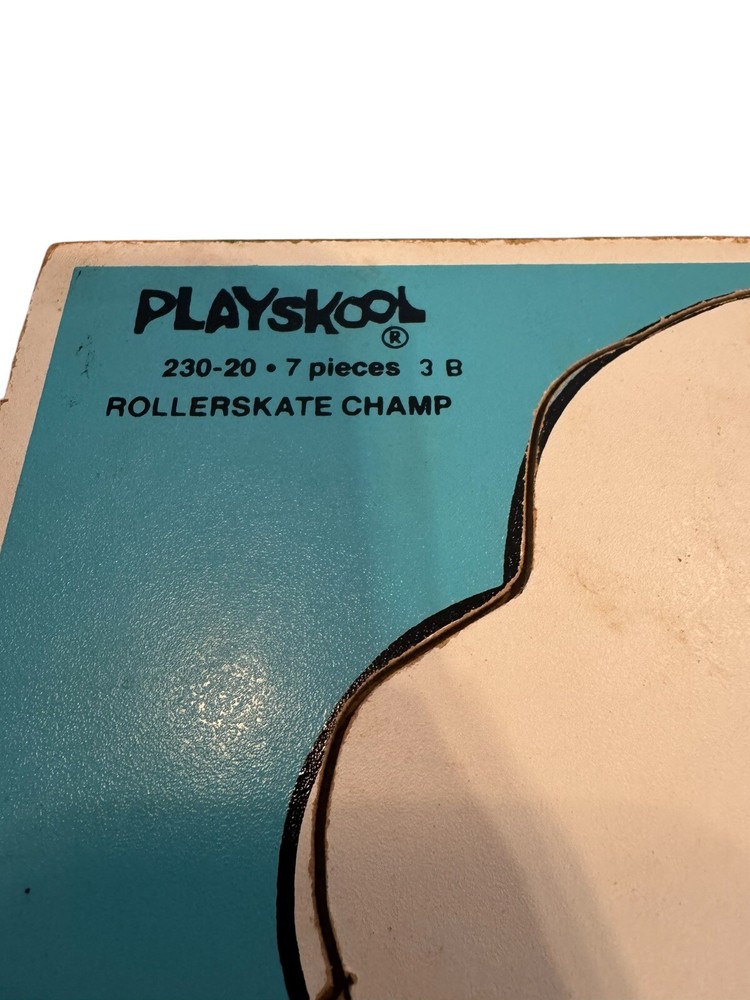 PLAYSKOOL
®
230-20 • 7 pieces 3 B
ROLLERSKATE CHAMP